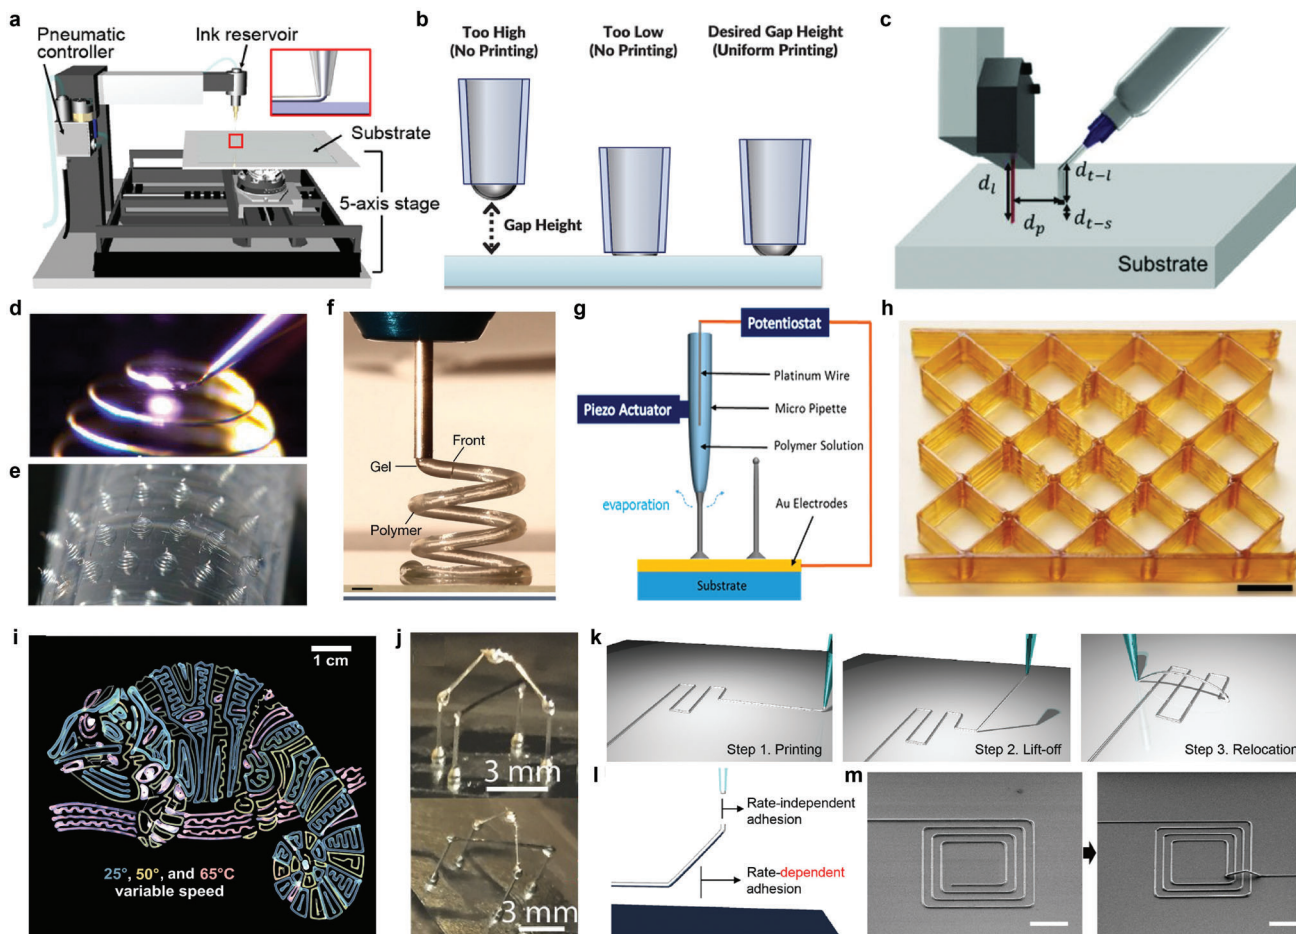 a
Pneumatic
controller
Ink reservoir
Substrate
5-axis stage
b
Too High
(No Printing)
Too Low
(No Printing)
Desired Gap Height
(Uniform Printing)
Gap Height
c
d_l
d_p
d_{t-l}
d_{t-s}
Substrate
d
e
f
Gel
Front
Polymer
g
Potentiostat
Platinum Wire
Piezo Actuator
Micro Pipette
Polymer Solution
evaporation
Au Electrodes
Substrate
h
i
1 cm
25°, 50°, and 65°C
variable speed
j
3 mm
3 mm
k
Step 1. Printing
Step 2. Lift-off
Step 3. Relocation
l
Rate-independent
adhesion
Rate-dependent
adhesion
m